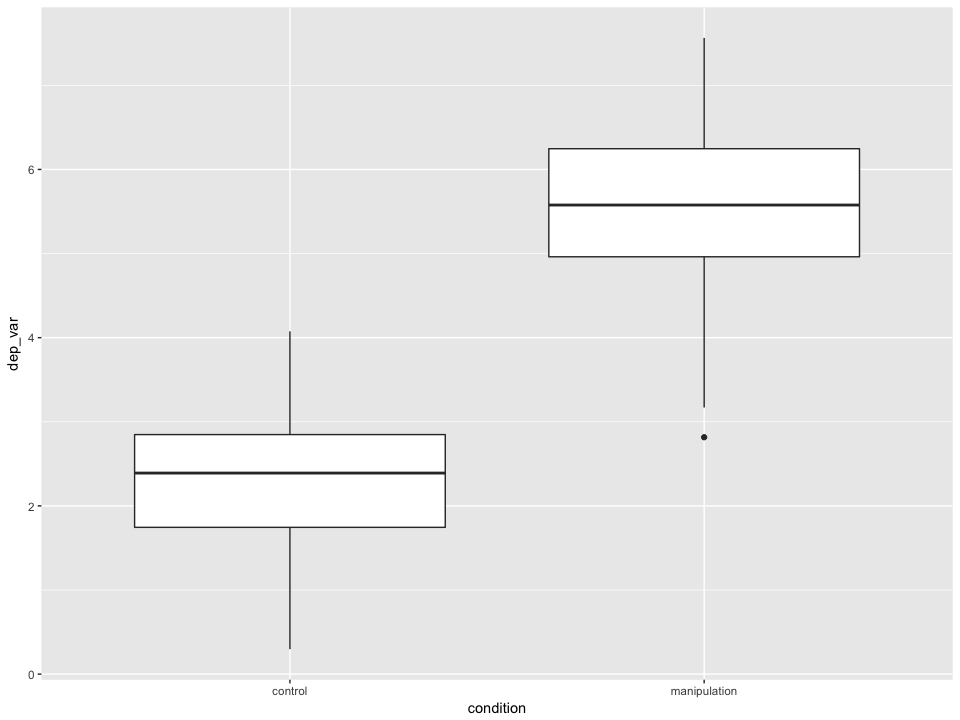 dep_var
6
4
2
0
control
manipulation
condition